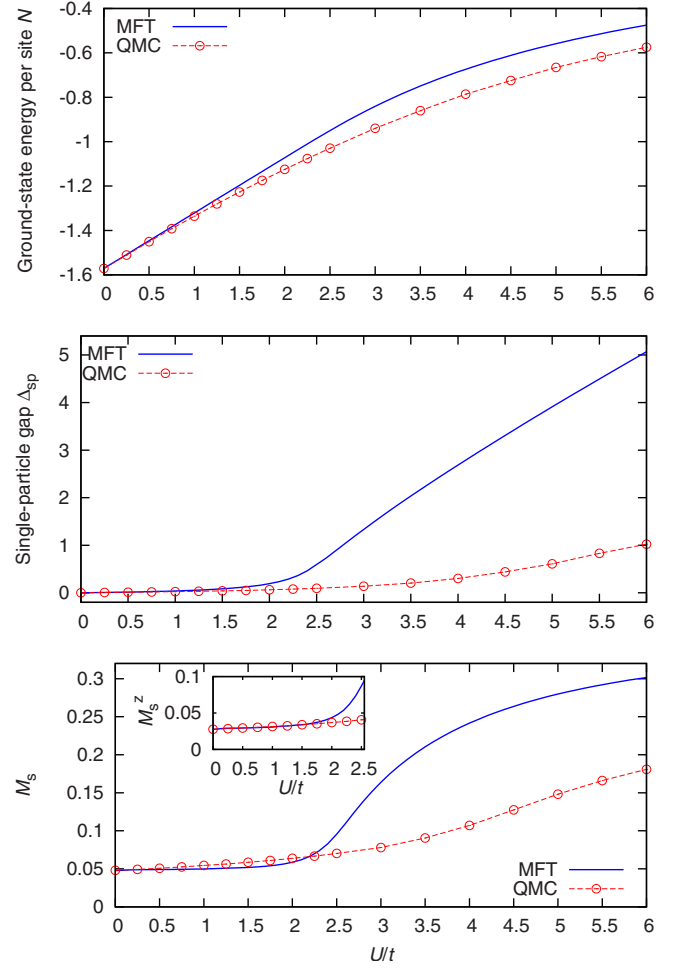 -0.4
-0.6
-0.8
-1
-1.2
-1.4
-1.6
Ground-state energy per site N
MFT
QMC
0 0.5 1 1.5 2 2.5 3 3.5 4 4.5 5 5.5 6
5
4
3
2
1
0
Single-particle gap Δsp
MFT
QMC
0 0.5 1 1.5 2 2.5 3 3.5 4 4.5 5 5.5 6
0.3
0.25
0.2
0.15
0.1
0.05
0
Ms
0.1
0.05
0
Msz
0 0.5 1 1.5 2 2.5
U/t
MFT
QMC
0 0.5 1 1.5 2 2.5 3 3.5 4 4.5 5 5.5 6
U/t